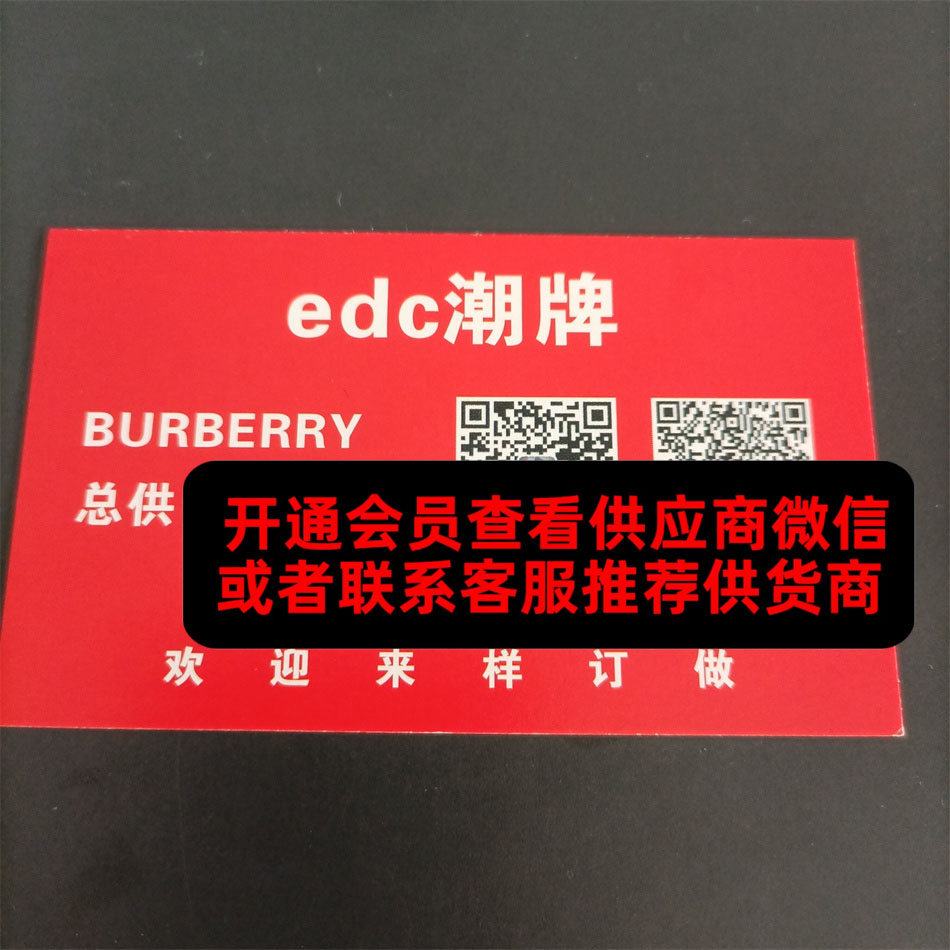 edc潮牌
BURBERRY
总供
开通会员查看供应商微信
或者联系客服推荐供货商
欢迎来样订做